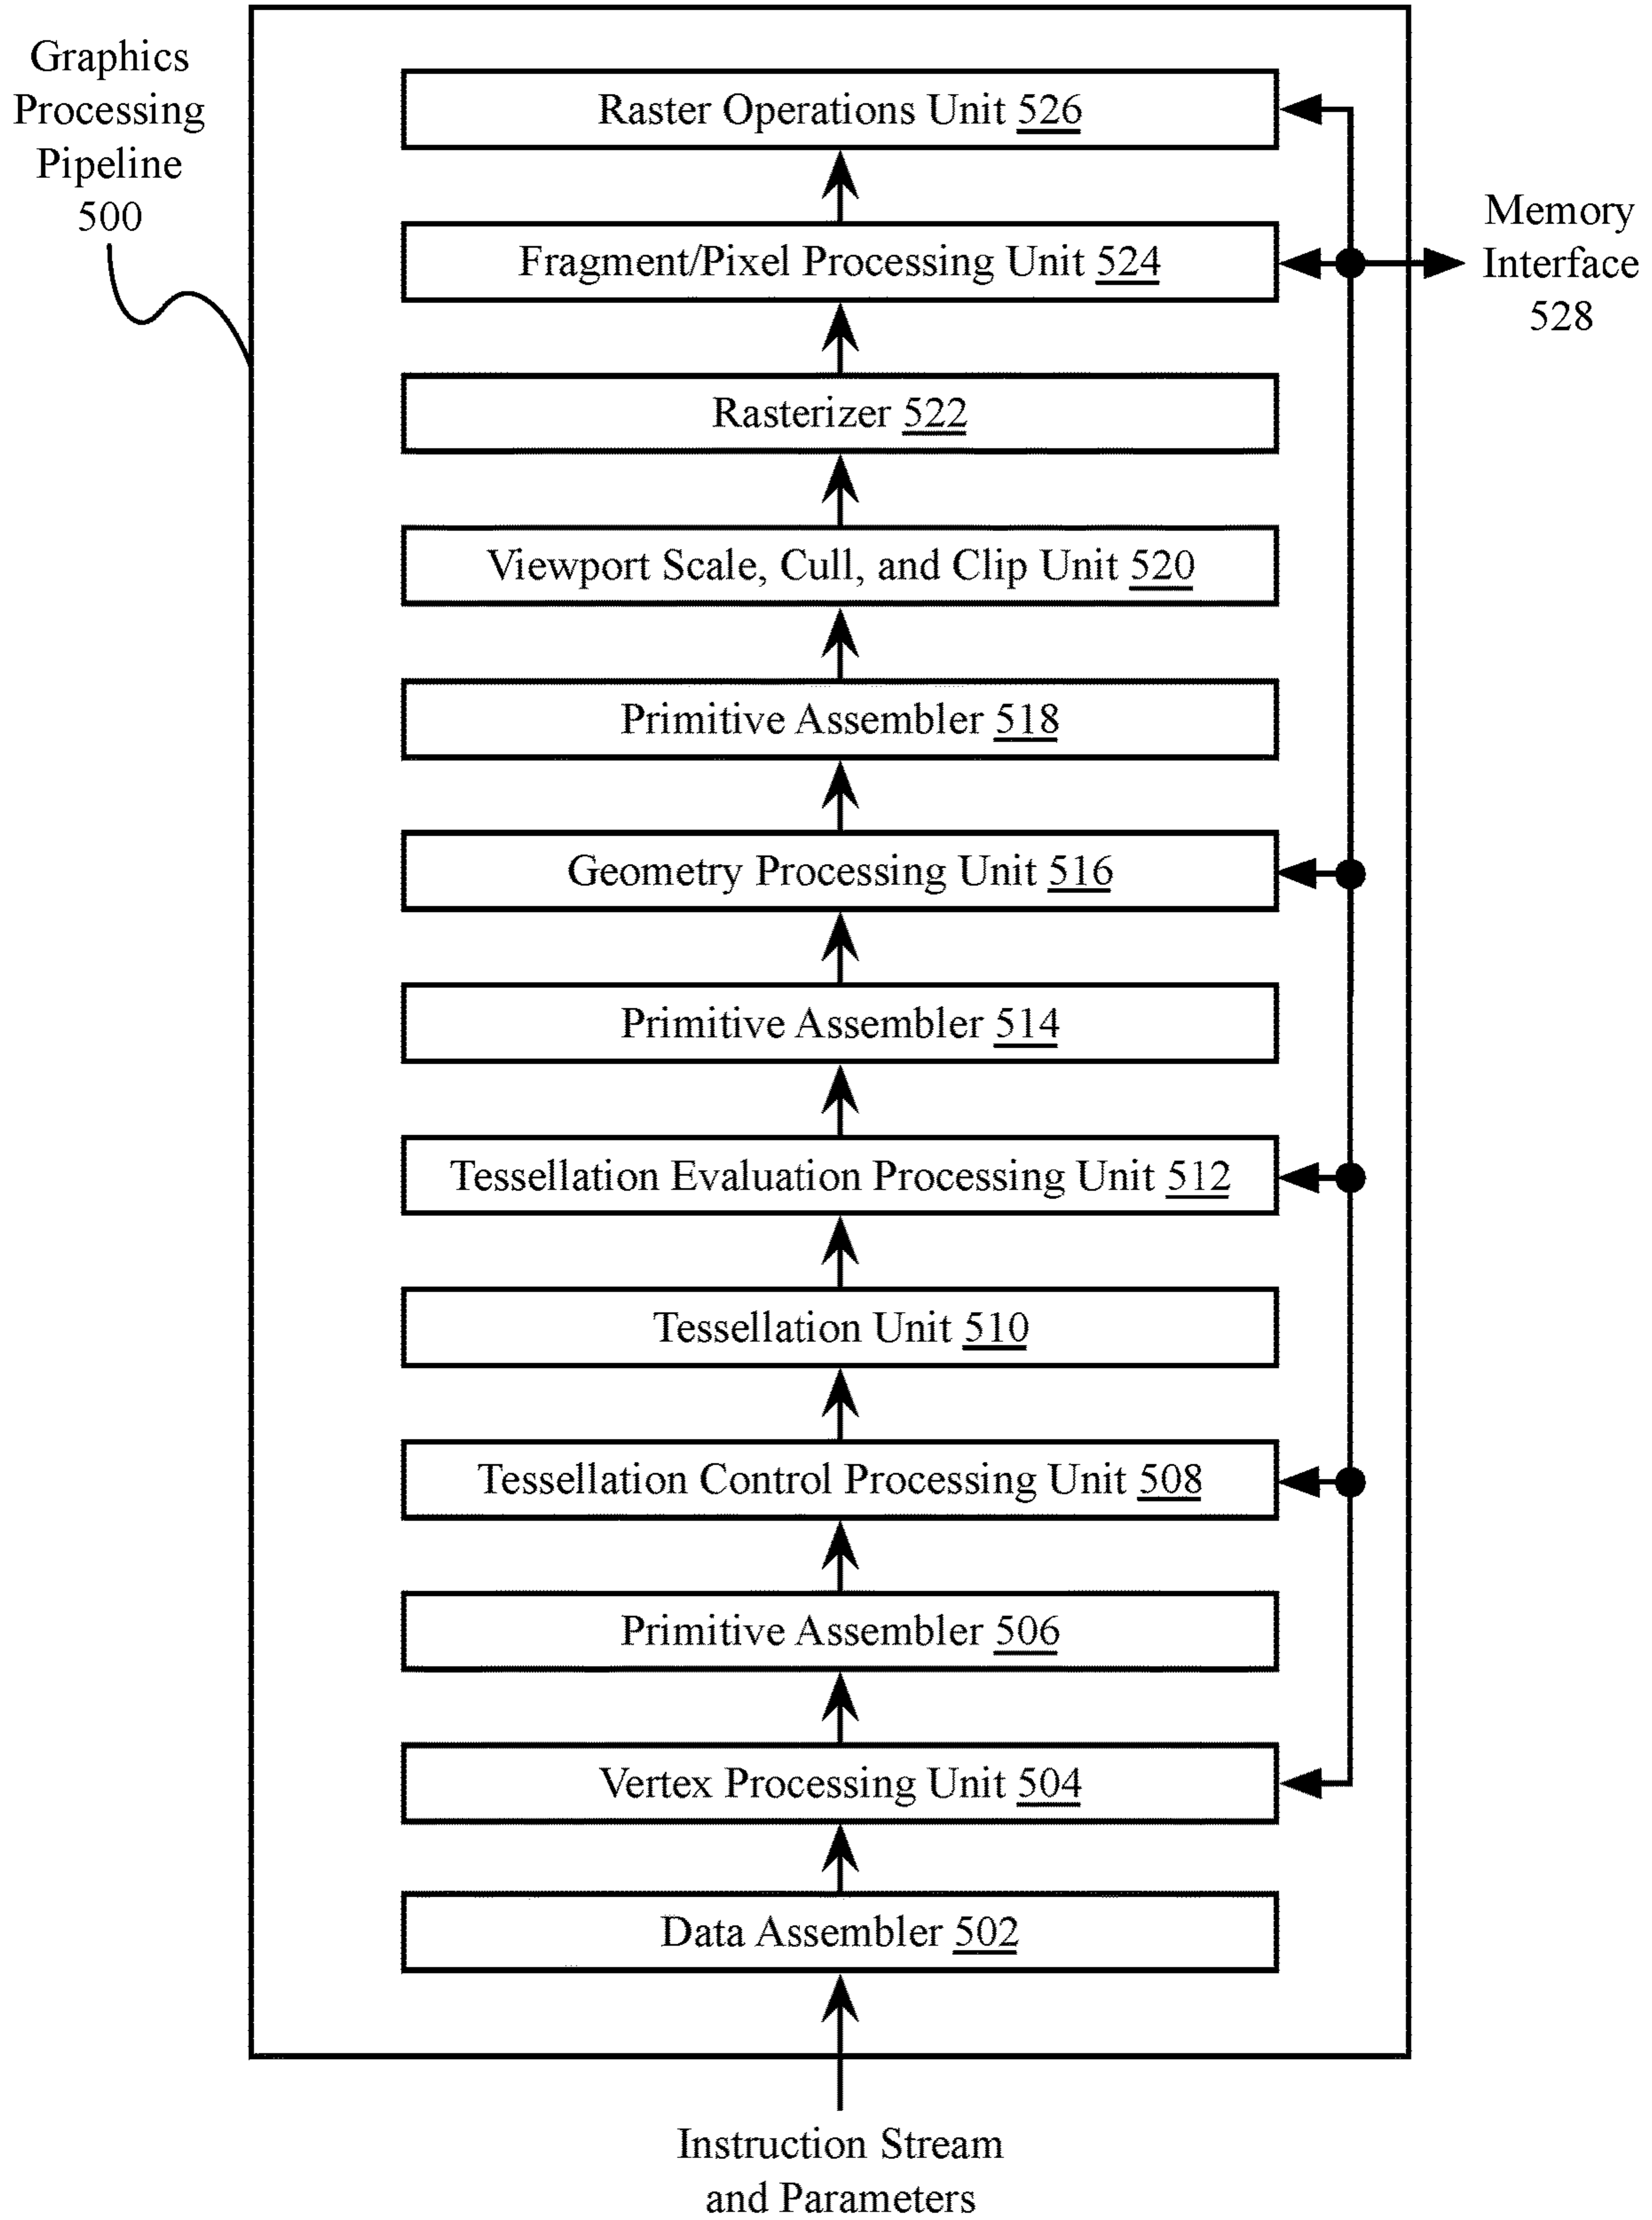 Graphics
Processing
Pipeline
500
Raster Operations Unit 526
Fragment/Pixel Processing Unit 524
Memory
Interface
528
Rasterizer 522
Viewport Scale, Cull, and Clip Unit 520
Primitive Assembler 518
Geometry Processing Unit 516
Primitive Assembler 514
Tessellation Evaluation Processing Unit 512
Tessellation Unit 510
Tessellation Control Processing Unit 508
Primitive Assembler 506
Vertex Processing Unit 504
Data Assembler 502
Instruction Stream
and Parameters